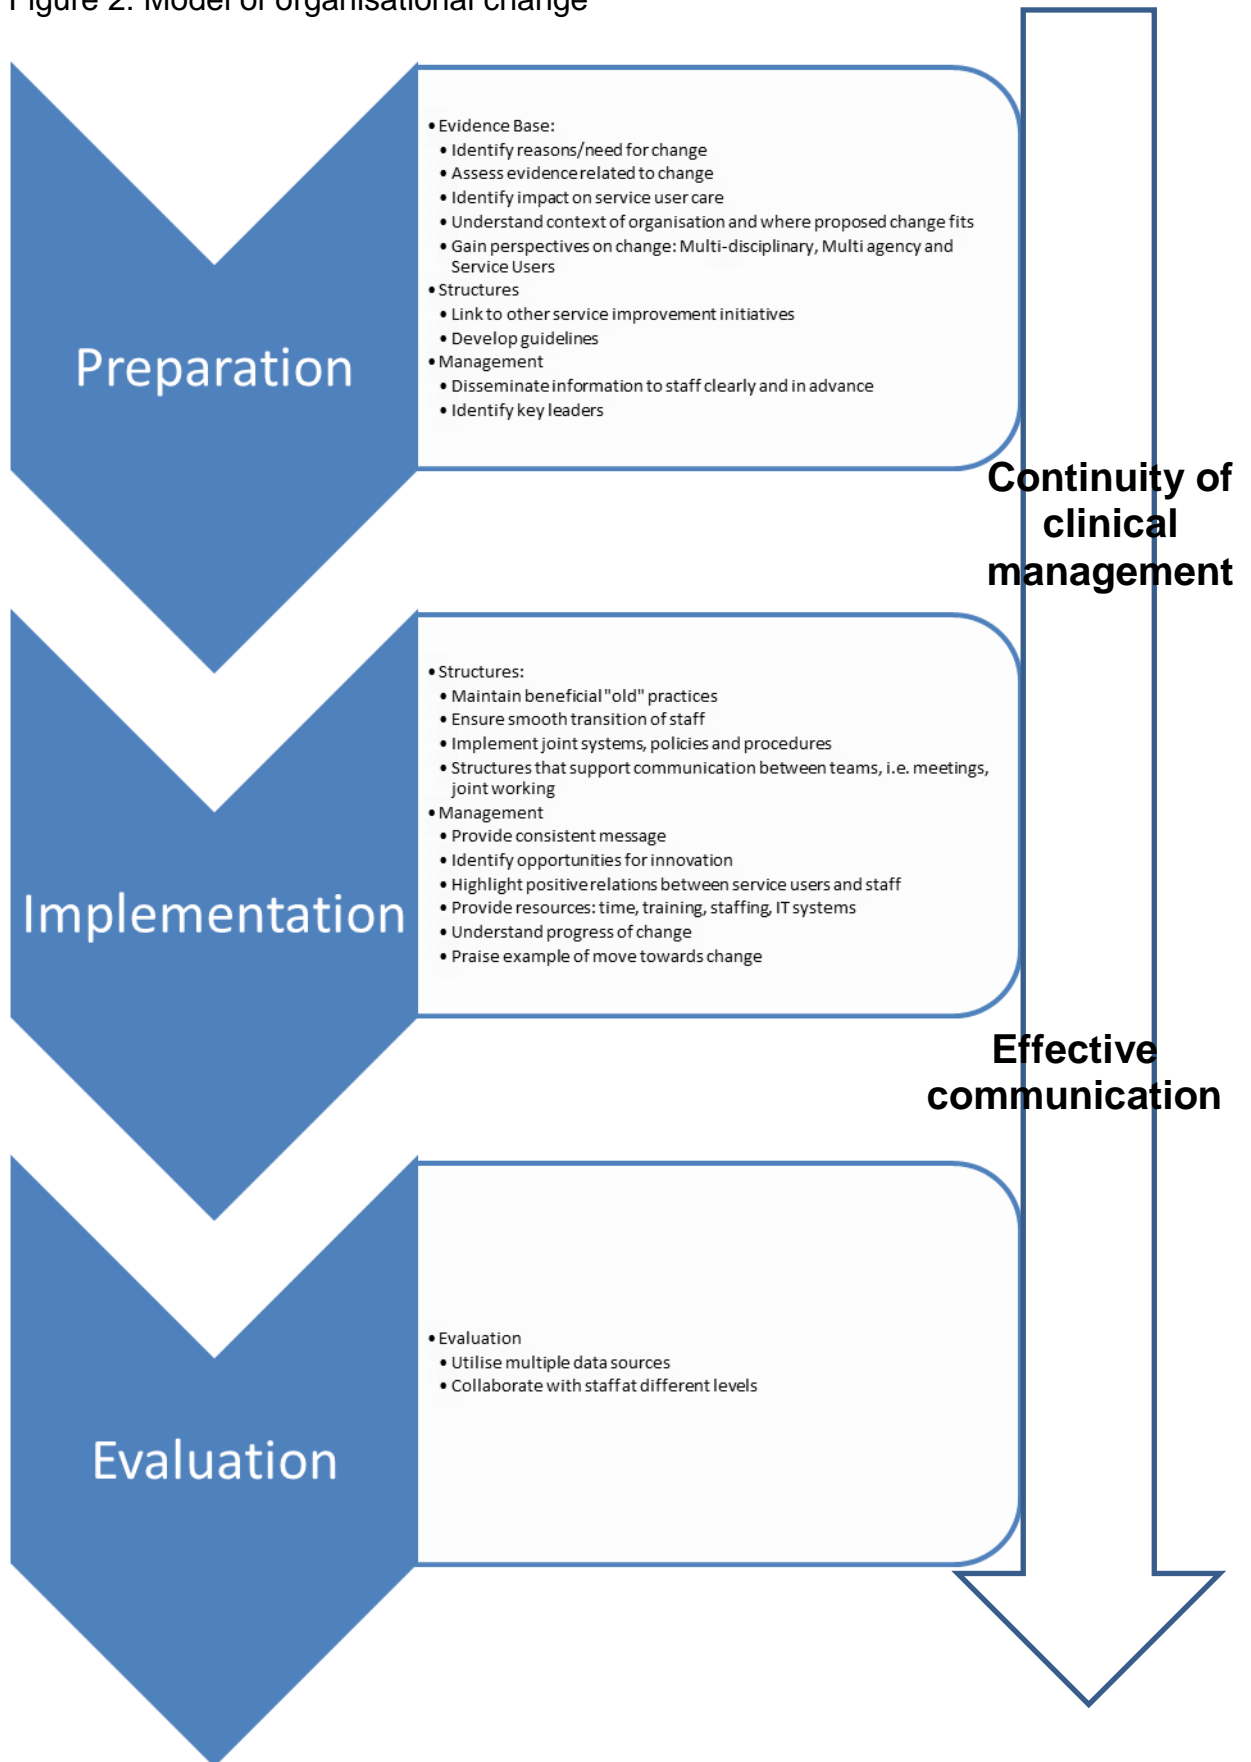 Figure 2: Model of organisational change
Preparation
• Evidence Base:
• Identify reasons/need for change
• Assess evidence related to change
• Identify impact on service user care
• Understand context of organisation and where proposed change fits
• Gain perspectives on change: Multi-disciplinary, Multi agency and
Service Users
• Structures
• Link to other service improvement initiatives
• Develop guidelines
• Management
• Disseminate information to staff clearly and in advance
• Identify key leaders
Continuity of
clinical
management
Implementation
• Structures:
• Maintain beneficial "old" practices
• Ensure smooth transition of staff
• Implement joint systems, policies and procedures
• Structures that support communication between teams, i.e. meetings,
joint working
• Management
• Provide consistent message
• Identify opportunities for innovation
• Highlight positive relations between service users and staff
• Provide resources: time, training, staffing, IT systems
• Understand progress of change
• Praise example of move towards change
Effective
communication
Evaluation
• Evaluation
• Utilise multiple data sources
• Collaborate with staff at different levels